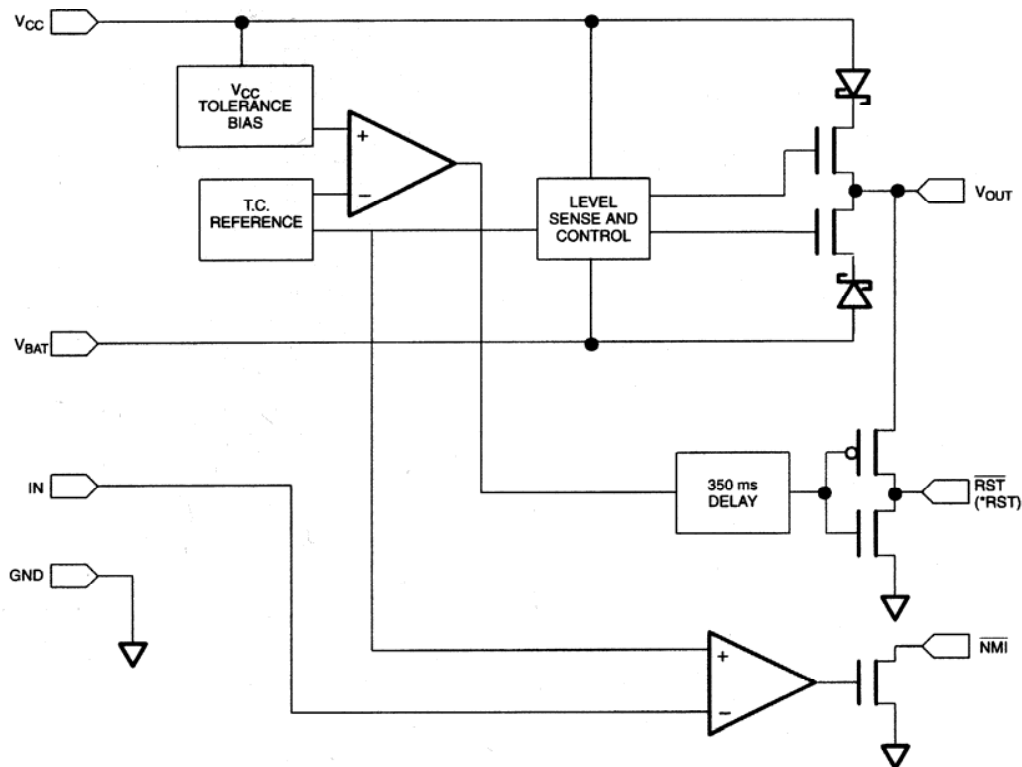 VCC
VCC
TOLERANCE
BIAS
+
−
T.C.
REFERENCE
LEVEL
SENSE AND
CONTROL
VOUT
VBAT
IN
350 ms
DELAY
RST
(*RST)
GND
+
−
NMI